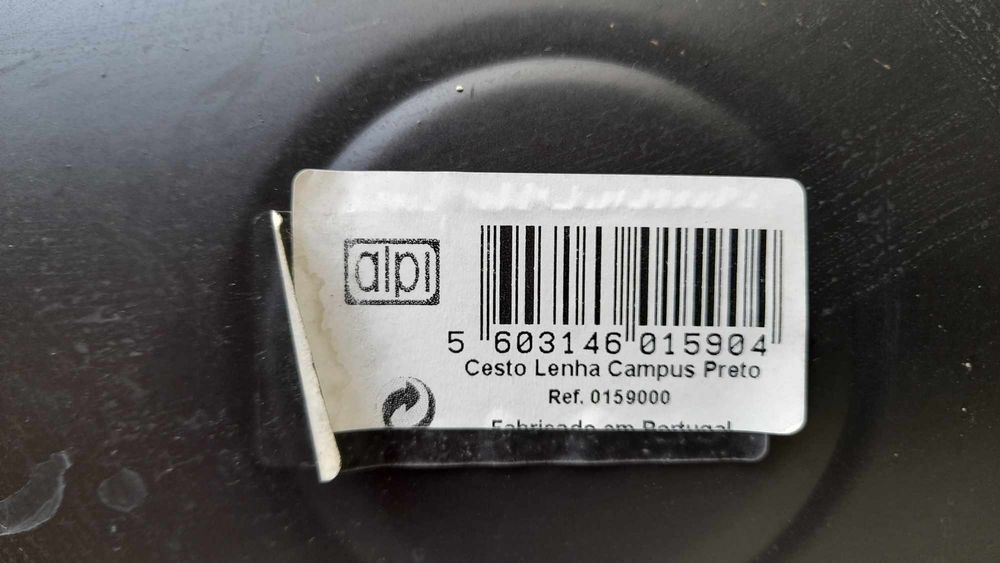 alpi
5 603146 015904
Cesto Lenha Campus Preto
Ref. 0159000
Fabricado em Portugal